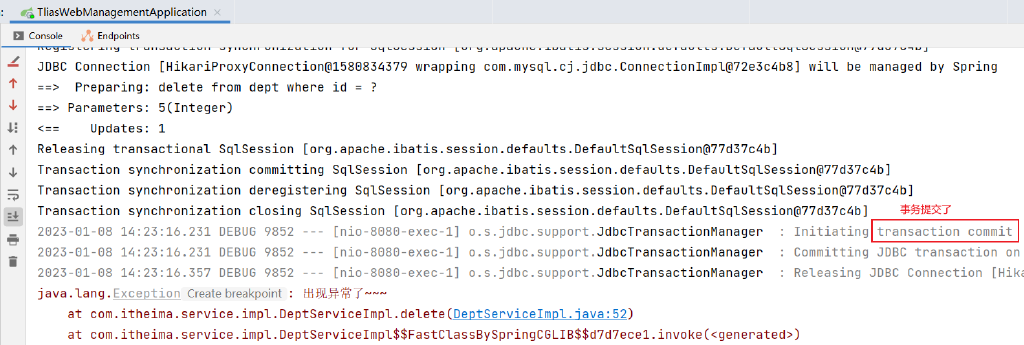 TliasWebManagementApplication ×
Console Endpoints
Registering transaction synchronization for SqlSession [org.apache.ibatis.session.defaults.DefaultSqlSession@77d37c4b]
JDBC Connection [HikariProxyConnection@1580834379 wrapping com.mysql.cj.jdbc.ConnectionImpl@72e3c4b8] will be managed by Spring
==>  Preparing: delete from dept where id = ?
==> Parameters: 5(Integer)
<==    Updates: 1
Releasing transactional SqlSession [org.apache.ibatis.session.defaults.DefaultSqlSession@77d37c4b]
Transaction synchronization committing SqlSession [org.apache.ibatis.session.defaults.DefaultSqlSession@77d37c4b]
Transaction synchronization deregistering SqlSession [org.apache.ibatis.session.defaults.DefaultSqlSession@77d37c4b]
Transaction synchronization closing SqlSession [org.apache.ibatis.session.defaults.DefaultSqlSession@77d37c4b]
事务提交了
2023-01-08 14:23:16.231 DEBUG 9852 --- [nio-8080-exec-1] o.s.jdbc.support.JdbcTransactionManager  : Initiating transaction commit
2023-01-08 14:23:16.231 DEBUG 9852 --- [nio-8080-exec-1] o.s.jdbc.support.JdbcTransactionManager  : Committing JDBC transaction on
2023-01-08 14:23:16.357 DEBUG 9852 --- [nio-8080-exec-1] o.s.jdbc.support.JdbcTransactionManager  : Releasing JDBC Connection [Hika
java.lang.Exception Create breakpoint : 出现异常了~~~
at com.itheima.service.impl.DeptServiceImpl.delete(DeptServiceImpl.java:52)
at com.itheima.service.impl.DeptServiceImpl$$FastClassBySpringCGLIB$$d7d7ece1.invoke(<generated>)